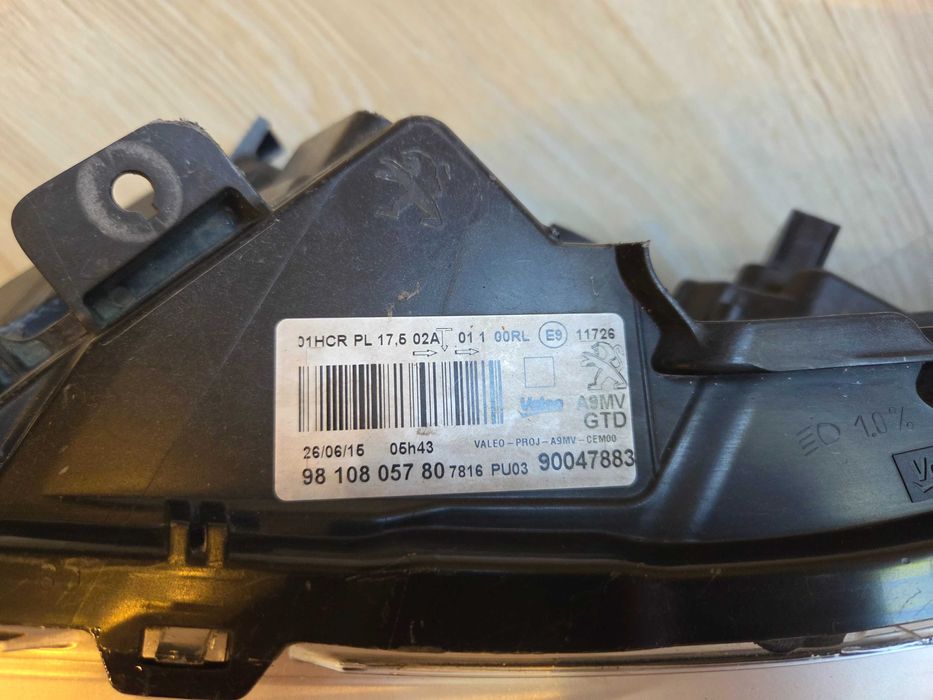 01HCR PL 17,5 02A 01 1 00RL E9 11726
Valeo A9MV
GTD
26/06/15 05h43 VALEO-PROJ-A9MV-CEM00
98 108 057 80 7816 PU03 90047883
1.0%